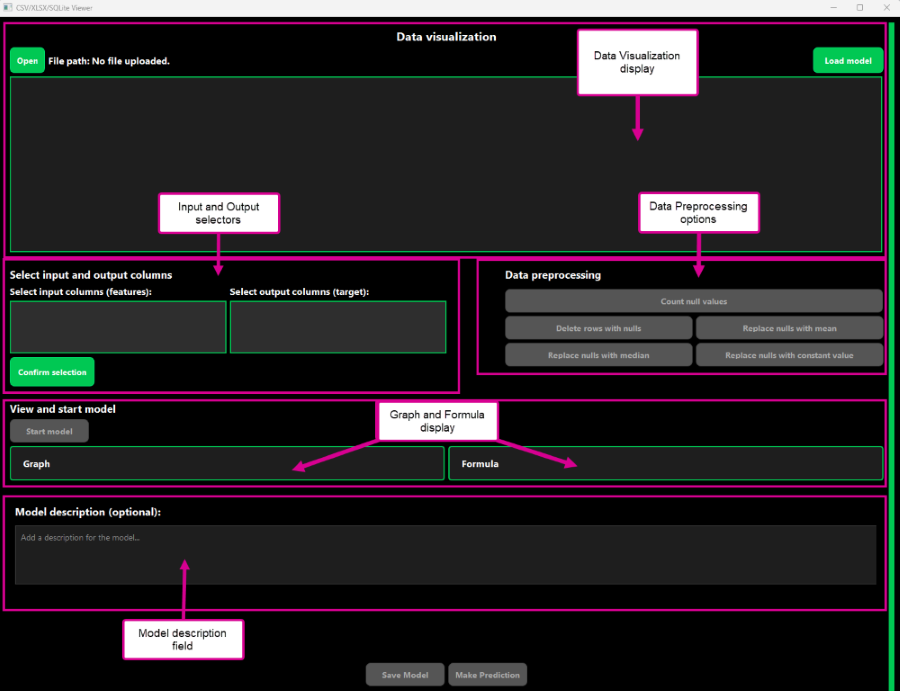 CSV/XLSX/SQLite Viewer
Data visualization
Open
File path: No file uploaded.
Load model
Data Visualization
display
Input and Output
selectors
Data Preprocessing
options
Select input and output columns
Select input columns (features):
Select output columns (target):
Confirm selection
Data preprocessing
Count null values
Delete rows with nulls
Replace nulls with mean
Replace nulls with median
Replace nulls with constant value
View and start model
Start model
Graph and Formula
display
Graph
Formula
Model description (optional):
Add a description for the model...
Model description
field
Save Model
Make Prediction